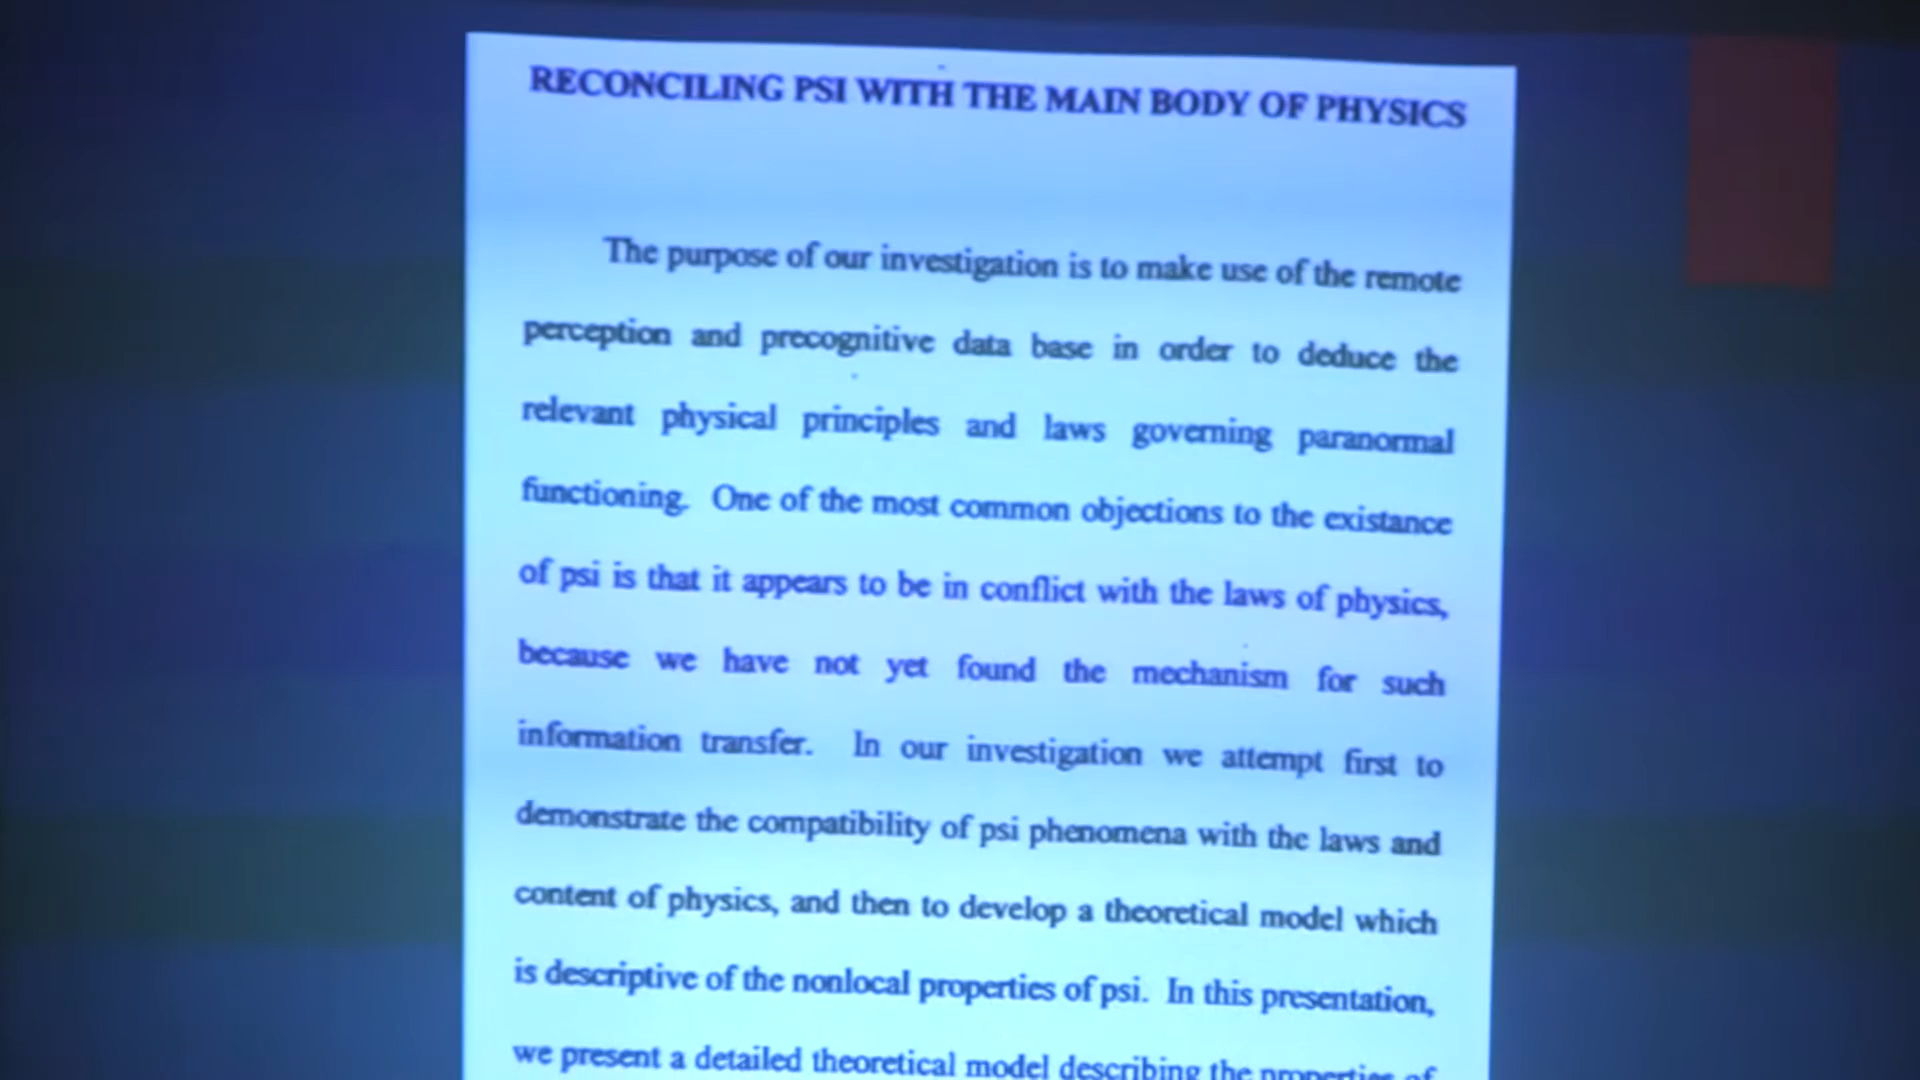 RECONCILING PSI WITH THE MAIN BODY OF PHYSICS
The purpose of our investigation is to make use of the remote
perception and precognitive data base in order to deduce the
relevant physical principles and laws governing paranormal
functioning. One of the most common objections to the existance
of psi is that it appears to be in conflict with the laws of physics,
because we have not yet found the mechanism for such
information transfer. In our investigation we attempt first to
demonstrate the compatibility of psi phenomena with the laws and
content of physics, and then to develop a theoretical model which
is descriptive of the nonlocal properties of psi. In this presentation,
we present a detailed theoretical model describing the properties of